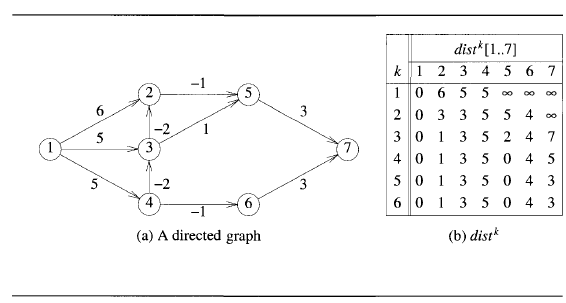 6
5
5
-1
-2
1
-2
-1
3
3
1
2
3
4
5
6
7
(a) A directed graph
dist^k[1..7]
k 1 2 3 4 5 6 7
1 0 6 5 5 ∞ ∞ ∞
2 0 3 3 5 5 4 ∞
3 0 1 3 5 2 4 7
4 0 1 3 5 0 4 5
5 0 1 3 5 0 4 3
6 0 1 3 5 0 4 3
(b) dist^k